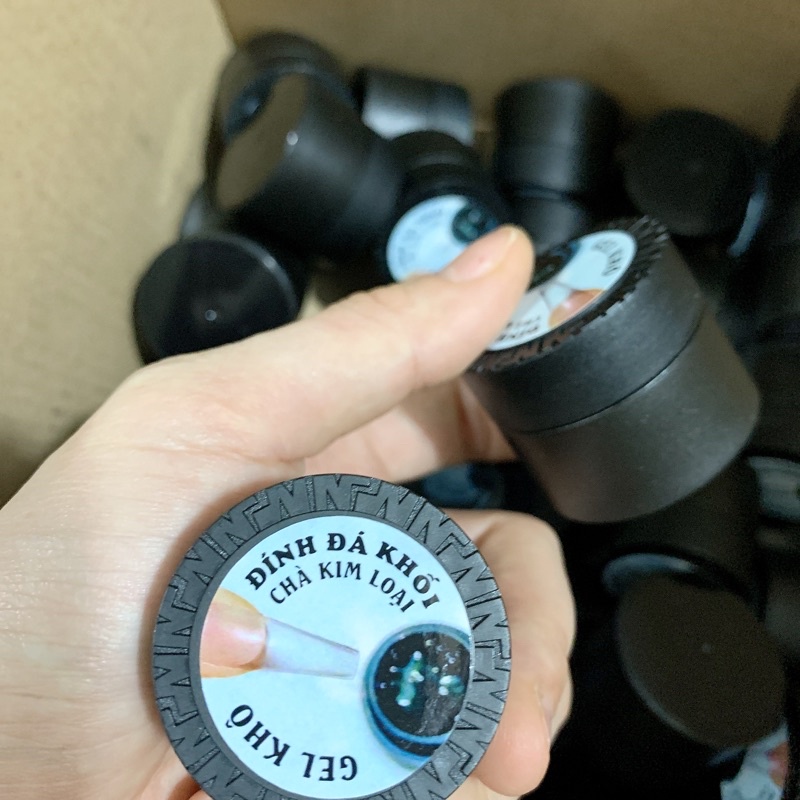 ĐÍNH ĐÁ KHỐI
CHÀ KIM LOẠI
GEL KHÔ